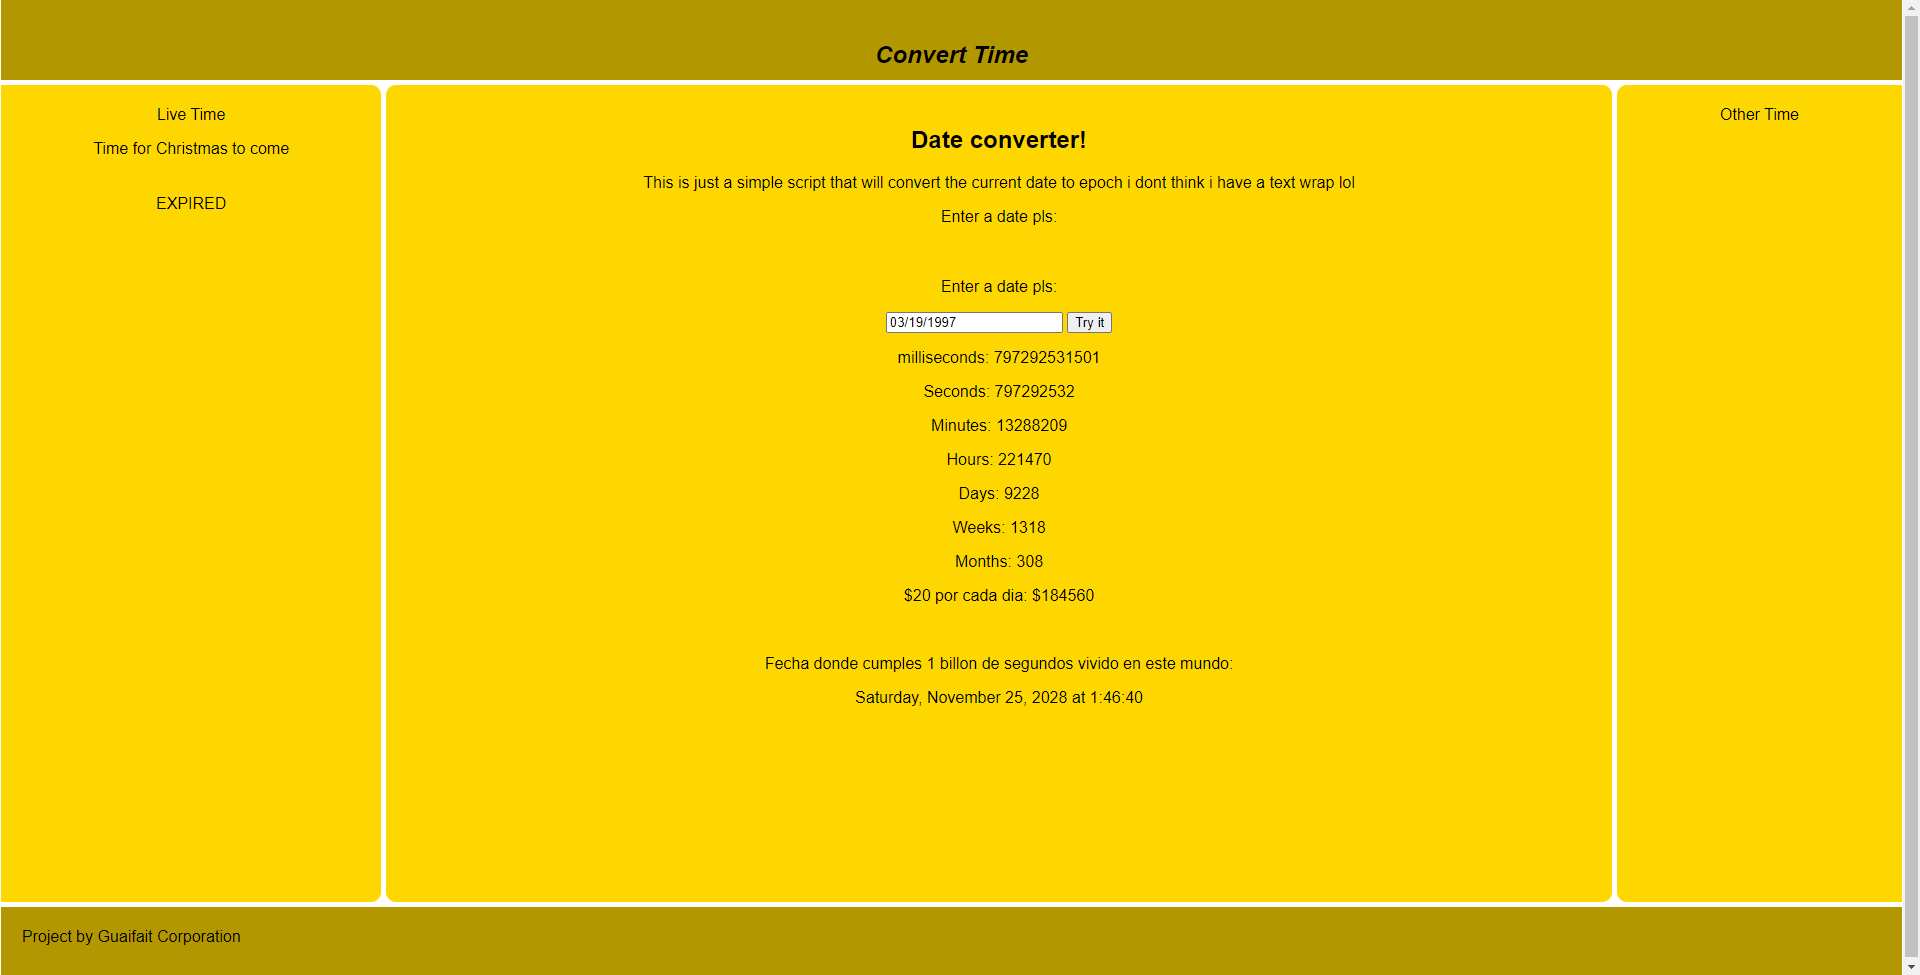 Convert Time
Live Time
Time for Christmas to come
EXPIRED
Date converter!
This is just a simple script that will convert the current date to epoch i dont think i have a text wrap lol
Enter a date pls:
Enter a date pls:
03/19/1997 Try it
milliseconds: 797292531501
Seconds: 797292532
Minutes: 13288209
Hours: 221470
Days: 9228
Weeks: 1318
Months: 308
$20 por cada dia: $184560
Fecha donde cumples 1 billon de segundos vivido en este mundo:
Saturday, November 25, 2028 at 1:46:40
Other Time
Project by Guaifait Corporation